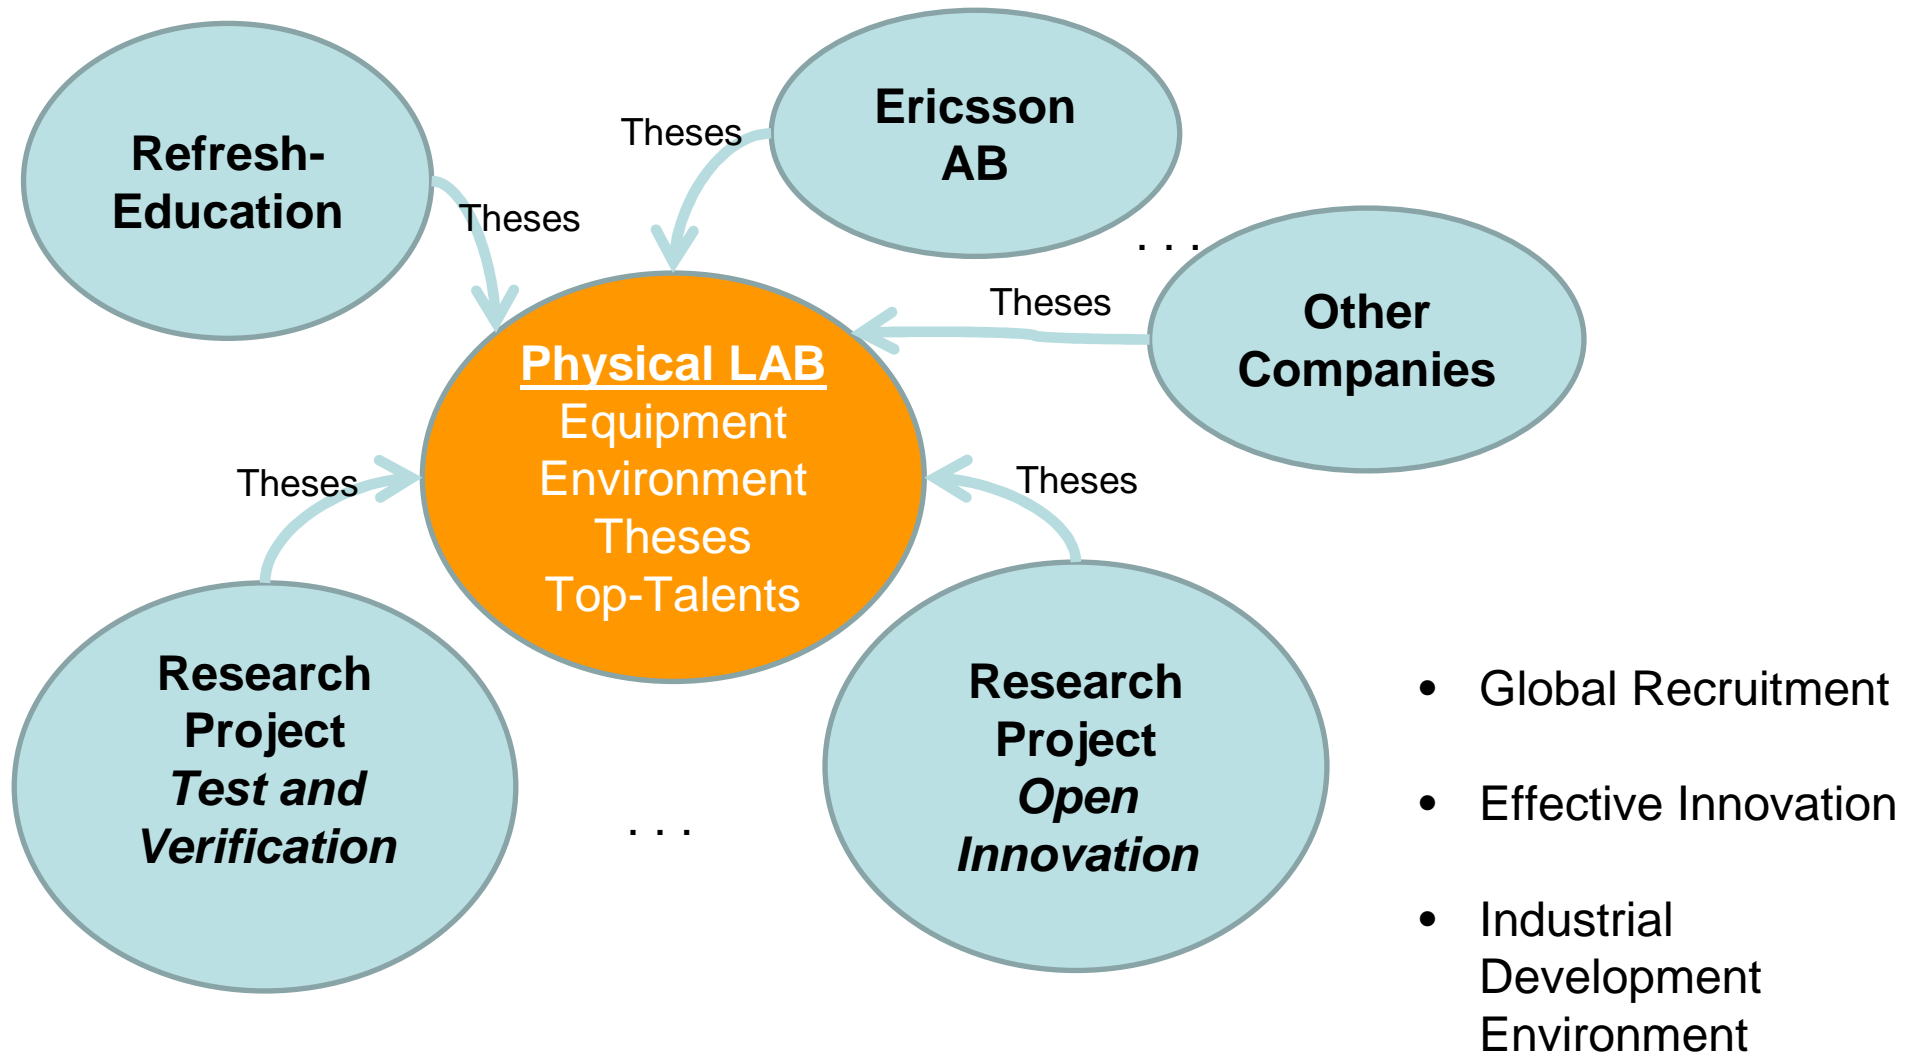 Refresh-
Education
Theses
Ericsson
AB
Theses
. . .
Other
Companies
Theses
Physical LAB
Equipment
Environment
Theses
Top-Talents
Theses
Research
Project
Test and
Verification
. . .
Theses
Research
Project
Open
Innovation
• Global Recruitment
• Effective Innovation
• Industrial
Development
Environment